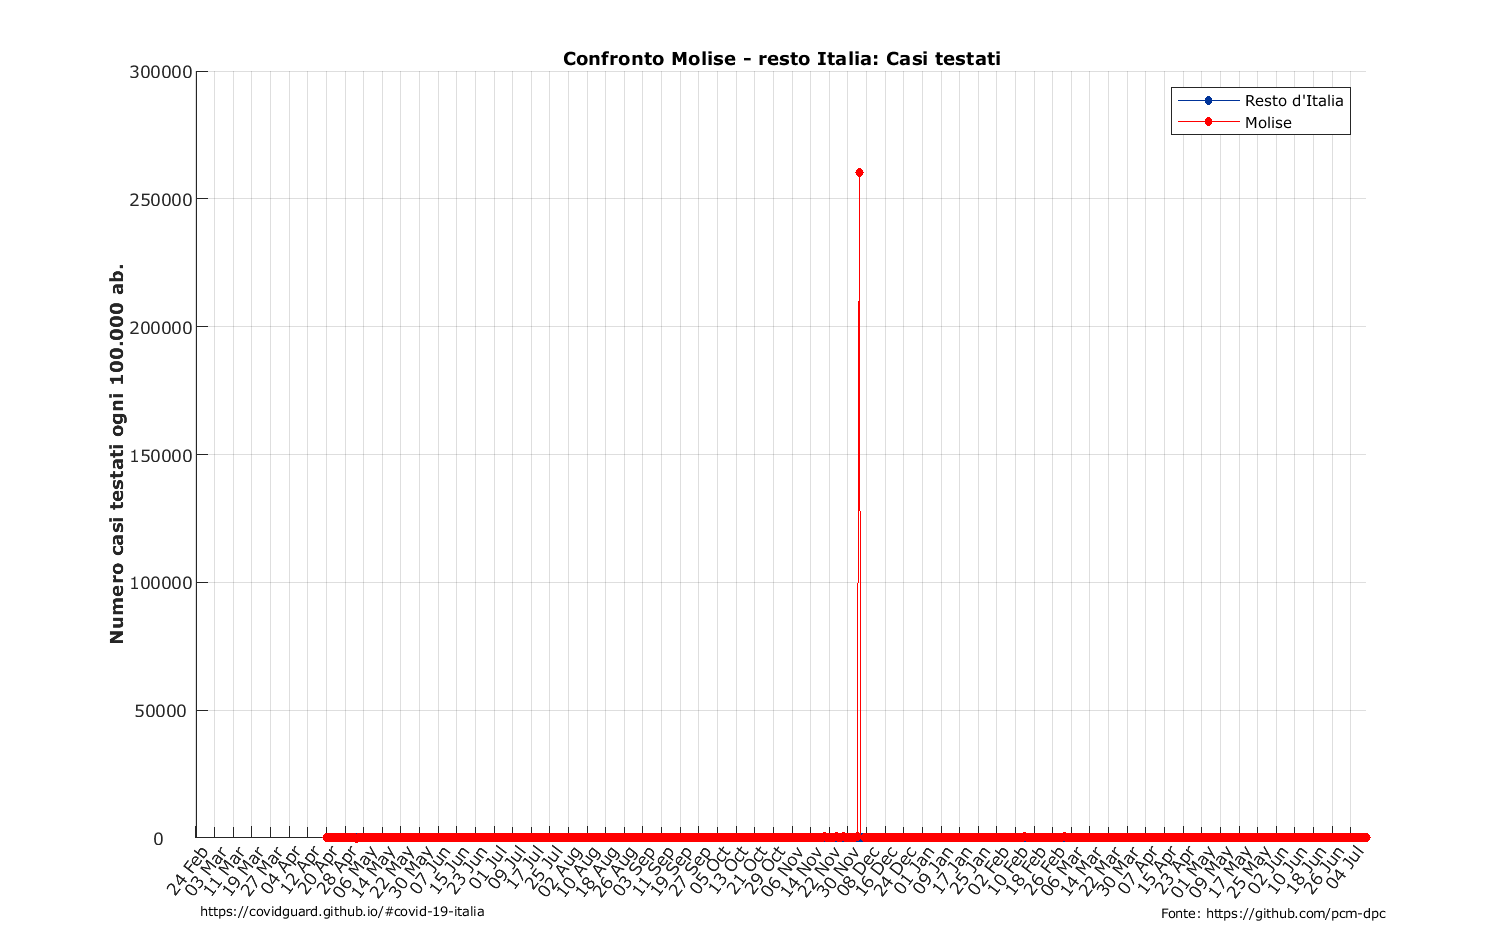 Confronto Molise - resto Italia: Casi testati
Resto d'Italia
Molise
Numero casi testati ogni 100.000 ab.
300000
250000
200000
150000
100000
50000
0
24 Feb
03 Mar
11 Mar
19 Mar
27 Mar
04 Apr
12 Apr
20 Apr
28 Apr
06 May
14 May
22 May
30 May
07 Jun
15 Jun
23 Jun
01 Jul
09 Jul
17 Jul
25 Jul
02 Aug
10 Aug
18 Aug
26 Aug
03 Sep
11 Sep
19 Sep
27 Sep
05 Oct
13 Oct
21 Oct
29 Oct
06 Nov
14 Nov
22 Nov
30 Nov
08 Dec
16 Dec
24 Dec
01 Jan
09 Jan
17 Jan
25 Jan
02 Feb
10 Feb
18 Feb
26 Feb
06 Mar
14 Mar
22 Mar
30 Mar
07 Apr
15 Apr
23 Apr
01 May
09 May
17 May
25 May
02 Jun
10 Jun
18 Jun
26 Jun
04 Jul
https://covidguard.github.io/#covid-19-italia
Fonte: https://github.com/pcm-dpc